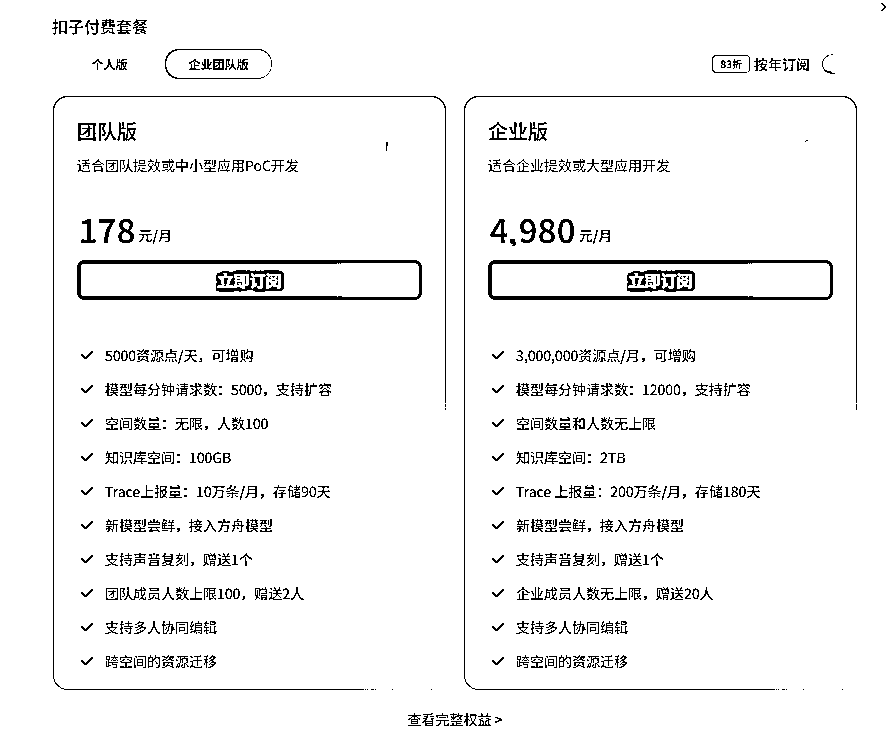 扣子付费套餐
个人版 企业团队版 83折 按年订阅
团队版
适合团队提效或中小型应用PoC开发
178元/月
立即订阅
5000资源点/天，可增购
模型每分钟请求数：5000，支持扩容
空间数量：无限，人数100
知识库空间：100GB
Trace上报量：10万条/月，存储90天
新模型尝鲜，接入方舟模型
支持声音复刻，赠送1个
团队成员人数上限100，赠送2人
支持多人协同编辑
跨空间的资源迁移
企业版
适合企业提效或大型应用开发
4,980元/月
立即订阅
3,000,000资源点/月，可增购
模型每分钟请求数：12000，支持扩容
空间数量和人数无上限
知识库空间：2TB
Trace 上报量：200万条/月，存储180天
新模型尝鲜，接入方舟模型
支持声音复刻，赠送1个
企业成员人数无上限，赠送20人
支持多人协同编辑
跨空间的资源迁移
查看完整权益 >